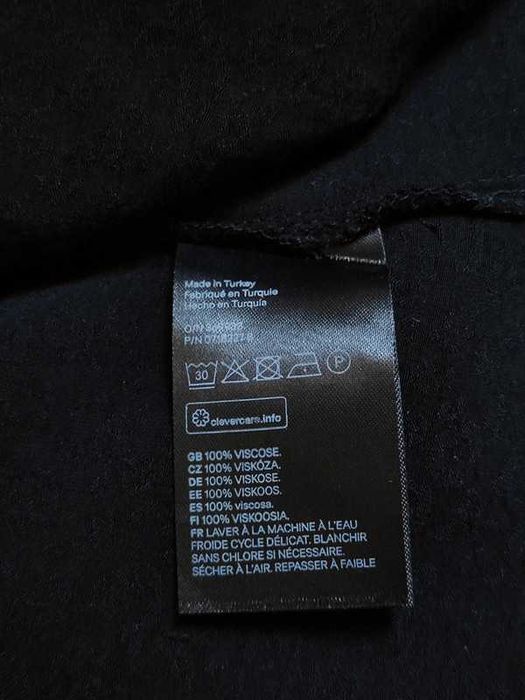 Made in Turkey
Fabriqué en Turquie
Hecho en Turquía
O/N
P/N
30
P
clevercare.info
GB 100% VISCOSE.
CZ 100% VISKÓZA.
DE 100% VISKOSE.
EE 100% VISKOOS.
ES 100% viscosa.
FI 100% VISKOOSIA.
FR LAVER À LA MACHINE À L'EAU
FROIDE CYCLE DÉLICAT. BLANCHIR
SANS CHLORE SI NÉCESSAIRE.
SÉCHER À L'AIR. REPASSER À FAIBLE